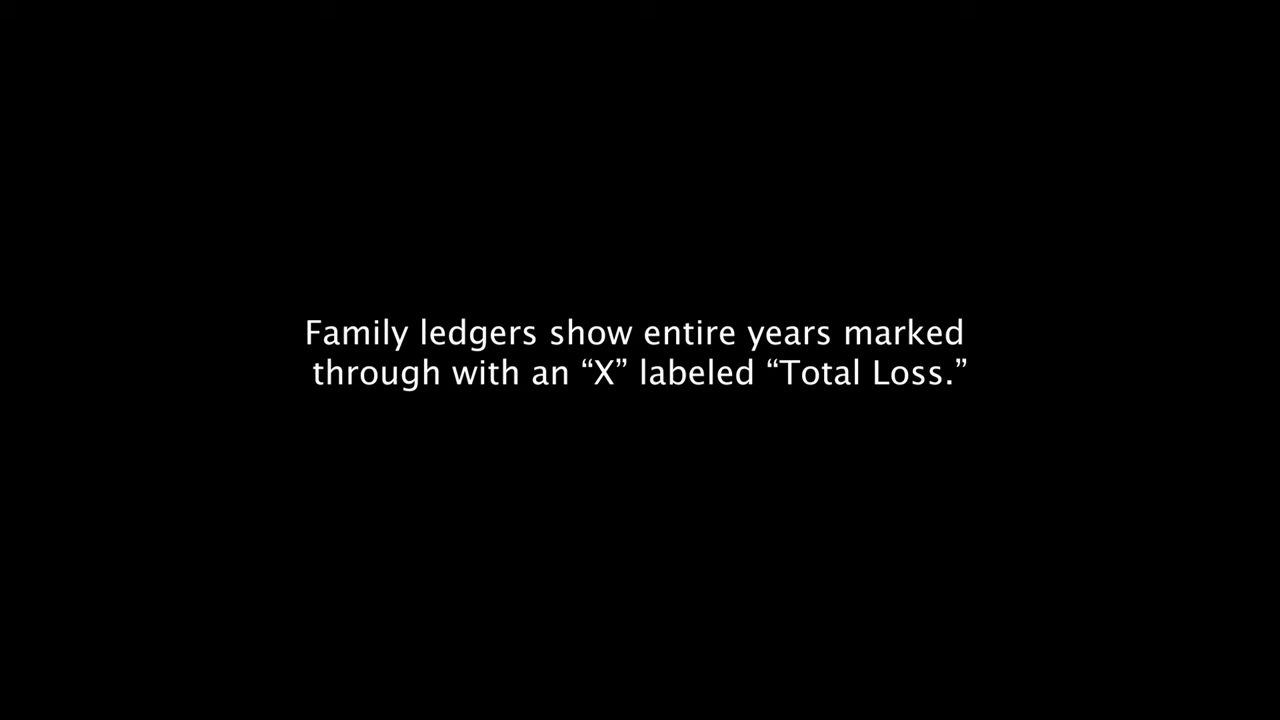 Family ledgers show entire years marked
through with an “X” labeled “Total Loss.”